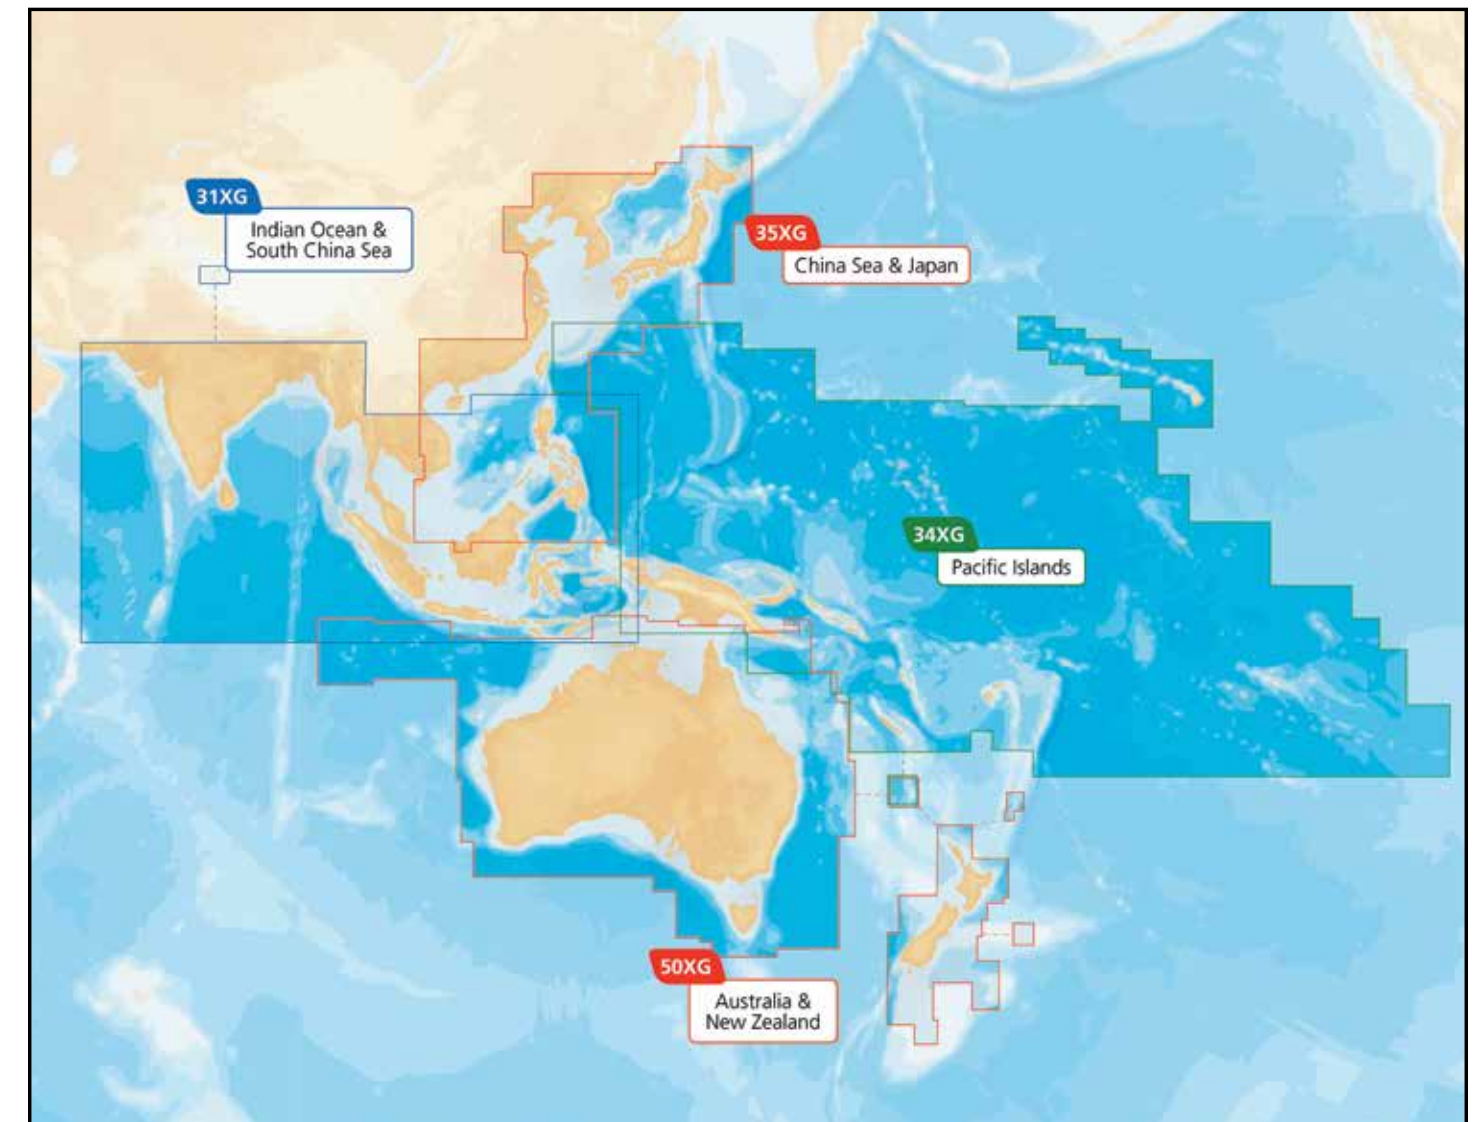 31XG
Indian Ocean &
South China Sea
35XG
China Sea & Japan
34XG
Pacific Islands
50XG
Australia &
New Zealand